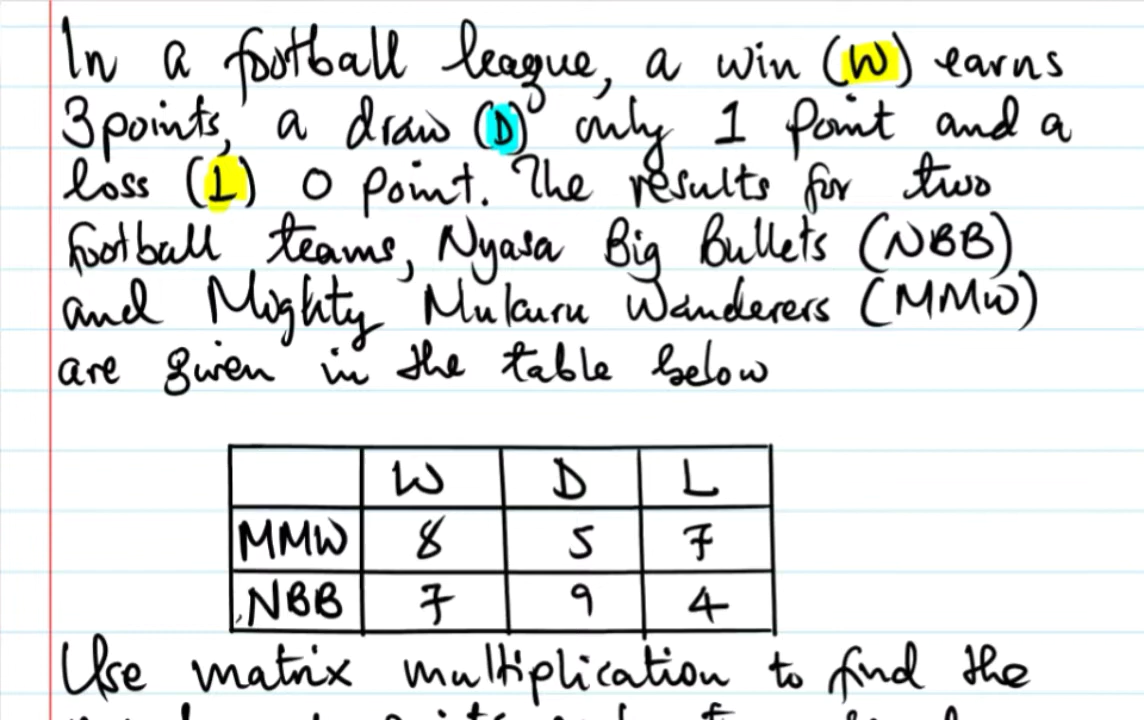 In a football league, a win (W) earns
3points, a draw (D) only 1 point and a
loss (L) 0 point. The results for two
football teams, Nyasa Big Bullets (NBB)
and Mighty Mukuru Wanderers (MMW)
are given in the table below
W D L
MMW 8 5 7
NBB 7 9 4
Use matrix multiplication to find the